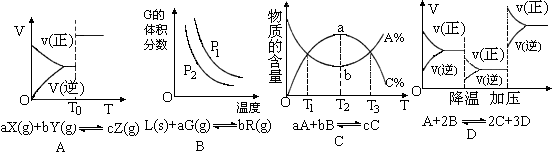 V
v(正)
V(逆)
O
T₀
T
aX(g)+bY(g)⇌cZ(g)
A
G的
体积
分数
P₁
P₂
O
温度
L(s)+aG(g)⇌bR(g)
B
物质的含量
a
A%
b
C%
O
T₁
T₂
T₃
T
aA+bB⇌cC
C
v(正)
v(正)
v(正)
v(逆)
v(逆)
v(逆)
O
降温 加压
A+2B⇌2C+3D
D